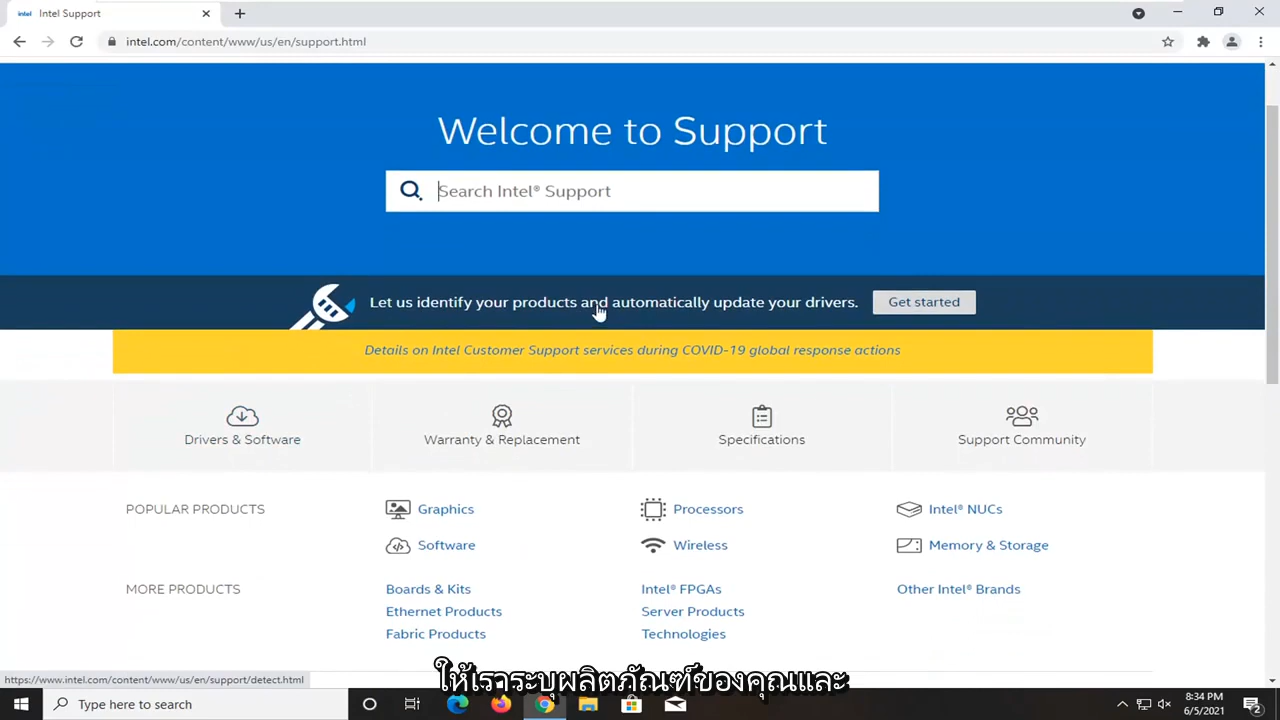 intel Intel Support
intel.com/content/www/us/en/support.html
Welcome to Support
Search Intel® Support
Let us identify your products and automatically update your drivers. Get started
Details on Intel Customer Support services during COVID-19 global response actions
Drivers & Software Warranty & Replacement Specifications Support Community
POPULAR PRODUCTS Graphics Processors Intel® NUCs
Software Wireless Memory & Storage
MORE PRODUCTS Boards & Kits Intel® FPGAs Other Intel® Brands
Ethernet Products Server Products
Fabric Products Technologies
https://www.intel.com/content/www/us/en/support/detect.html
ให้เราระบุผลิตภัณฑ์ของคุณและ
Type here to search 8:34 PM
6/5/2021 2